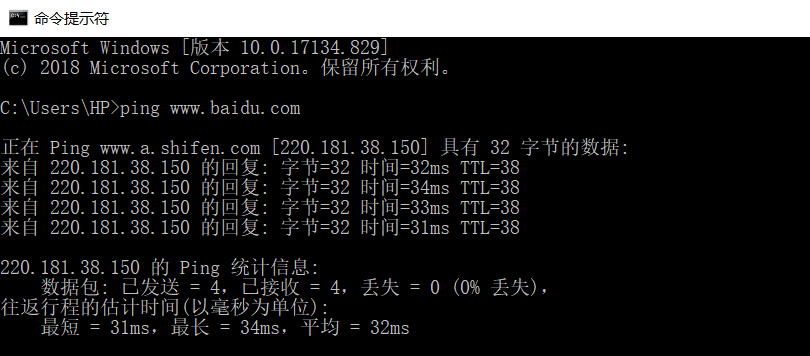 命令提示符
Microsoft Windows [版本 10.0.17134.829]
(c) 2018 Microsoft Corporation。保留所有权利。
C:\Users\HP>ping www.baidu.com
正在 Ping www.a.shifen.com [220.181.38.150] 具有 32 字节的数据:
来自 220.181.38.150 的回复: 字节=32 时间=32ms TTL=38
来自 220.181.38.150 的回复: 字节=32 时间=34ms TTL=38
来自 220.181.38.150 的回复: 字节=32 时间=33ms TTL=38
来自 220.181.38.150 的回复: 字节=32 时间=31ms TTL=38
220.181.38.150 的 Ping 统计信息:
数据包: 已发送 = 4，已接收 = 4，丢失 = 0 (0% 丢失)，
往返行程的估计时间(以毫秒为单位):
最短 = 31ms，最长 = 34ms，平均 = 32ms